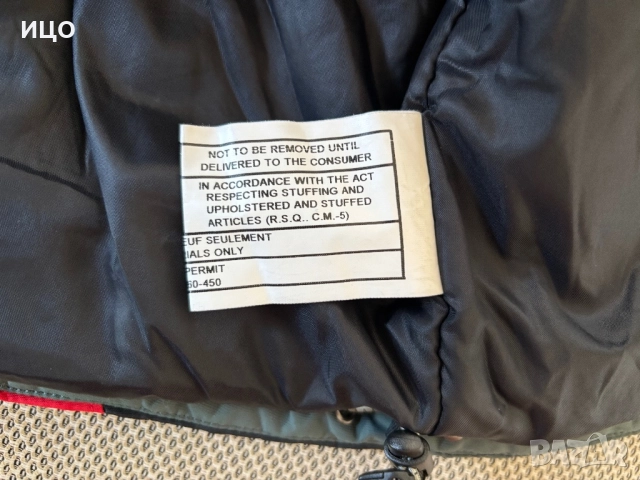 ИЦО
NOT TO BE REMOVED UNTIL
DELIVERED TO THE CONSUMER
IN ACCORDANCE WITH THE ACT
RESPECTING STUFFING AND
UPHOLSTERED AND STUFFED
ARTICLES (R.S.Q.. C.M.-5)
EUF SEULEMENT
IALS ONLY
PERMIT
60-450
BAZAR